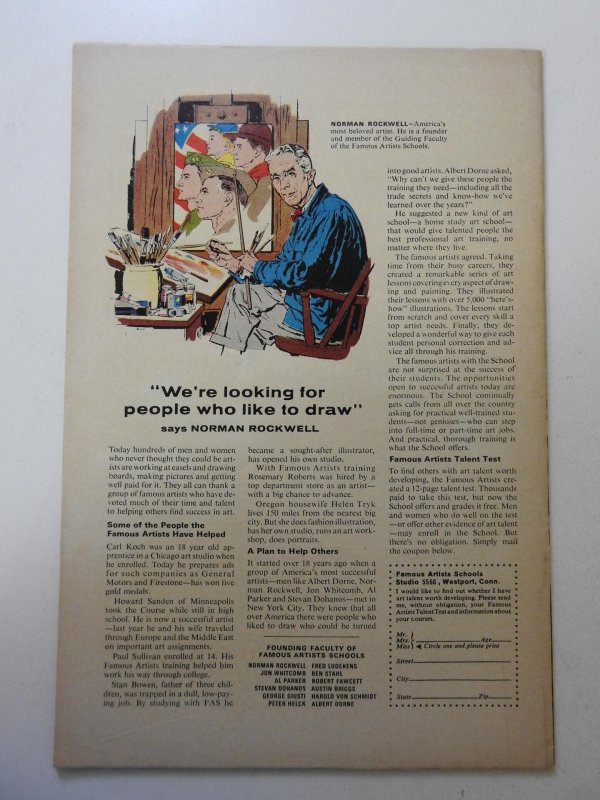 NORMAN ROCKWELL—America's
most beloved artist. He is a founder
and member of the Guiding Faculty
of the Famous Artists Schools.
"We're looking for
people who like to draw"
says NORMAN ROCKWELL
Today hundreds of men and women
who never thought they could be art-
ists are working at easels and drawing
boards, making pictures and getting
well paid for it. They all can thank a
group of famous artists who have de-
voted much of their time and talent
to helping others find success in art.
Some of the People the
Famous Artists Have Helped
Carl Koch was an 18 year old ap-
prentice in a Chicago art studio when
he enrolled. Today he prepares ads
for such companies as General
Motors and Firestone—has won five
gold medals.
Howard Sanden of Minneapolis
took the Course while still in high
school. He is now a successful artist
—last year he and his wife traveled
through Europe and the Middle East
on important art assignments.
Paul Sullivan enrolled at 14. His
Famous Artists training helped him
work his way through college.
Stan Bowen, father of three chil-
dren, was trapped in a dull, low-pay-
ing job. By studying with FAS he
became a sought-after illustrator,
has opened his own studio.
With Famous Artists training
Rosemary Roberts was hired by a
top department store as an artist—
with a big chance to advance.
Oregon housewife Helen Tryk
lives 150 miles from the nearest big
city. But she does fashion illustration,
has her own studio, runs an art work-
shop, does portraits.
A Plan to Help Others
It started over 18 years ago when a
group of America's most successful
artists—men like Albert Dorne, Nor-
man Rockwell, Jon Whitcomb, Al
Parker and Stevan Dohanos—met in
New York City. They knew that all
over America there were people who
liked to draw who could be turned
FOUNDING FACULTY OF
FAMOUS ARTISTS SCHOOLS
NORMAN ROCKWELL FRED LUDEKENS
JON WHITCOMB BEN STAHL
AL PARKER ROBERT FAWCETT
STEVAN DOHANOS AUSTIN BRIGGS
GEORGE GIUSTI HAROLD VON SCHMIDT
PETER HELCK ALBERT DORNE
into good artists. Albert Dorne asked,
"Why can't we give these people the
training they need—including all the
trade secrets and know-how we've
learned over the years?"
He suggested a new kind of art
school—a home study art school—
that would give talented people the
best professional art training, no
matter where they live.
The famous artists agreed. Taking
time from their busy careers, they
created a remarkable series of art
lessons covering every aspect of draw-
ing and painting. They illustrated
their lessons with over 5,000 "here's-
how" illustrations. The lessons start
from scratch and cover every skill a
top artist needs. Finally, they de-
veloped a wonderful way to give each
student personal correction and ad-
vice all through his training.
The famous artists with the School
are not surprised at the success of
their students. The opportunities
open to successful artists today are
enormous. The School continually
gets calls from all over the country
asking for practical well-trained stu-
dents—not geniuses—who can step
into full-time or part-time art jobs.
And practical, thorough training is
what the School offers.
Famous Artists Talent Test
To find others with art talent worth
developing, the Famous Artists cre-
ated a 12-page talent test. Thousands
paid to take this test, but now the
School offers and grades it free. Men
and women who do well on the test
—or offer other evidence of art talent
—may enroll in the School. But
there's no obligation. Simply mail
the coupon below.
Famous Artists Schools
Studio 5566, Westport, Conn.
I would like to find out whether I have
art talent worth developing. Please send
me, without obligation, your Famous
Artists Talent Test and information about
your courses.
Mr.
Mrs. Age
Miss Circle one and please print
Street
City
State Zip